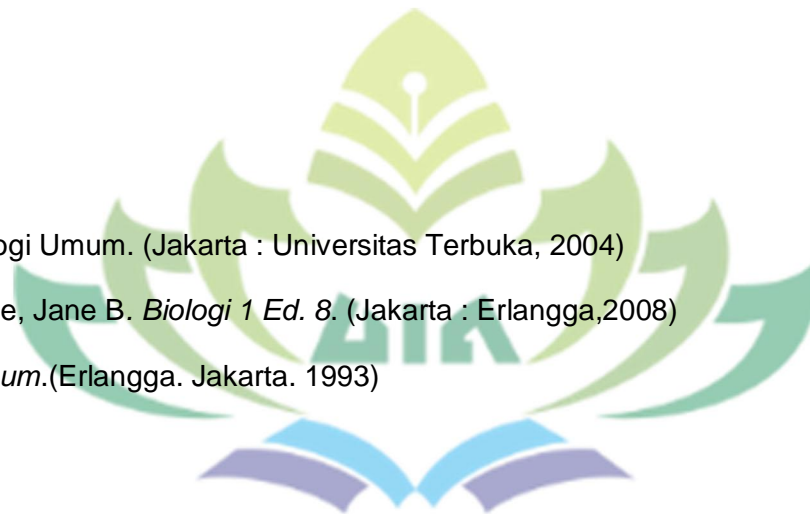 ogi Umum. (Jakarta : Universitas Terbuka, 2004)
e, Jane B. Biologi 1 Ed. 8. (Jakarta : Erlangga,2008)
um.(Erlangga. Jakarta. 1993)